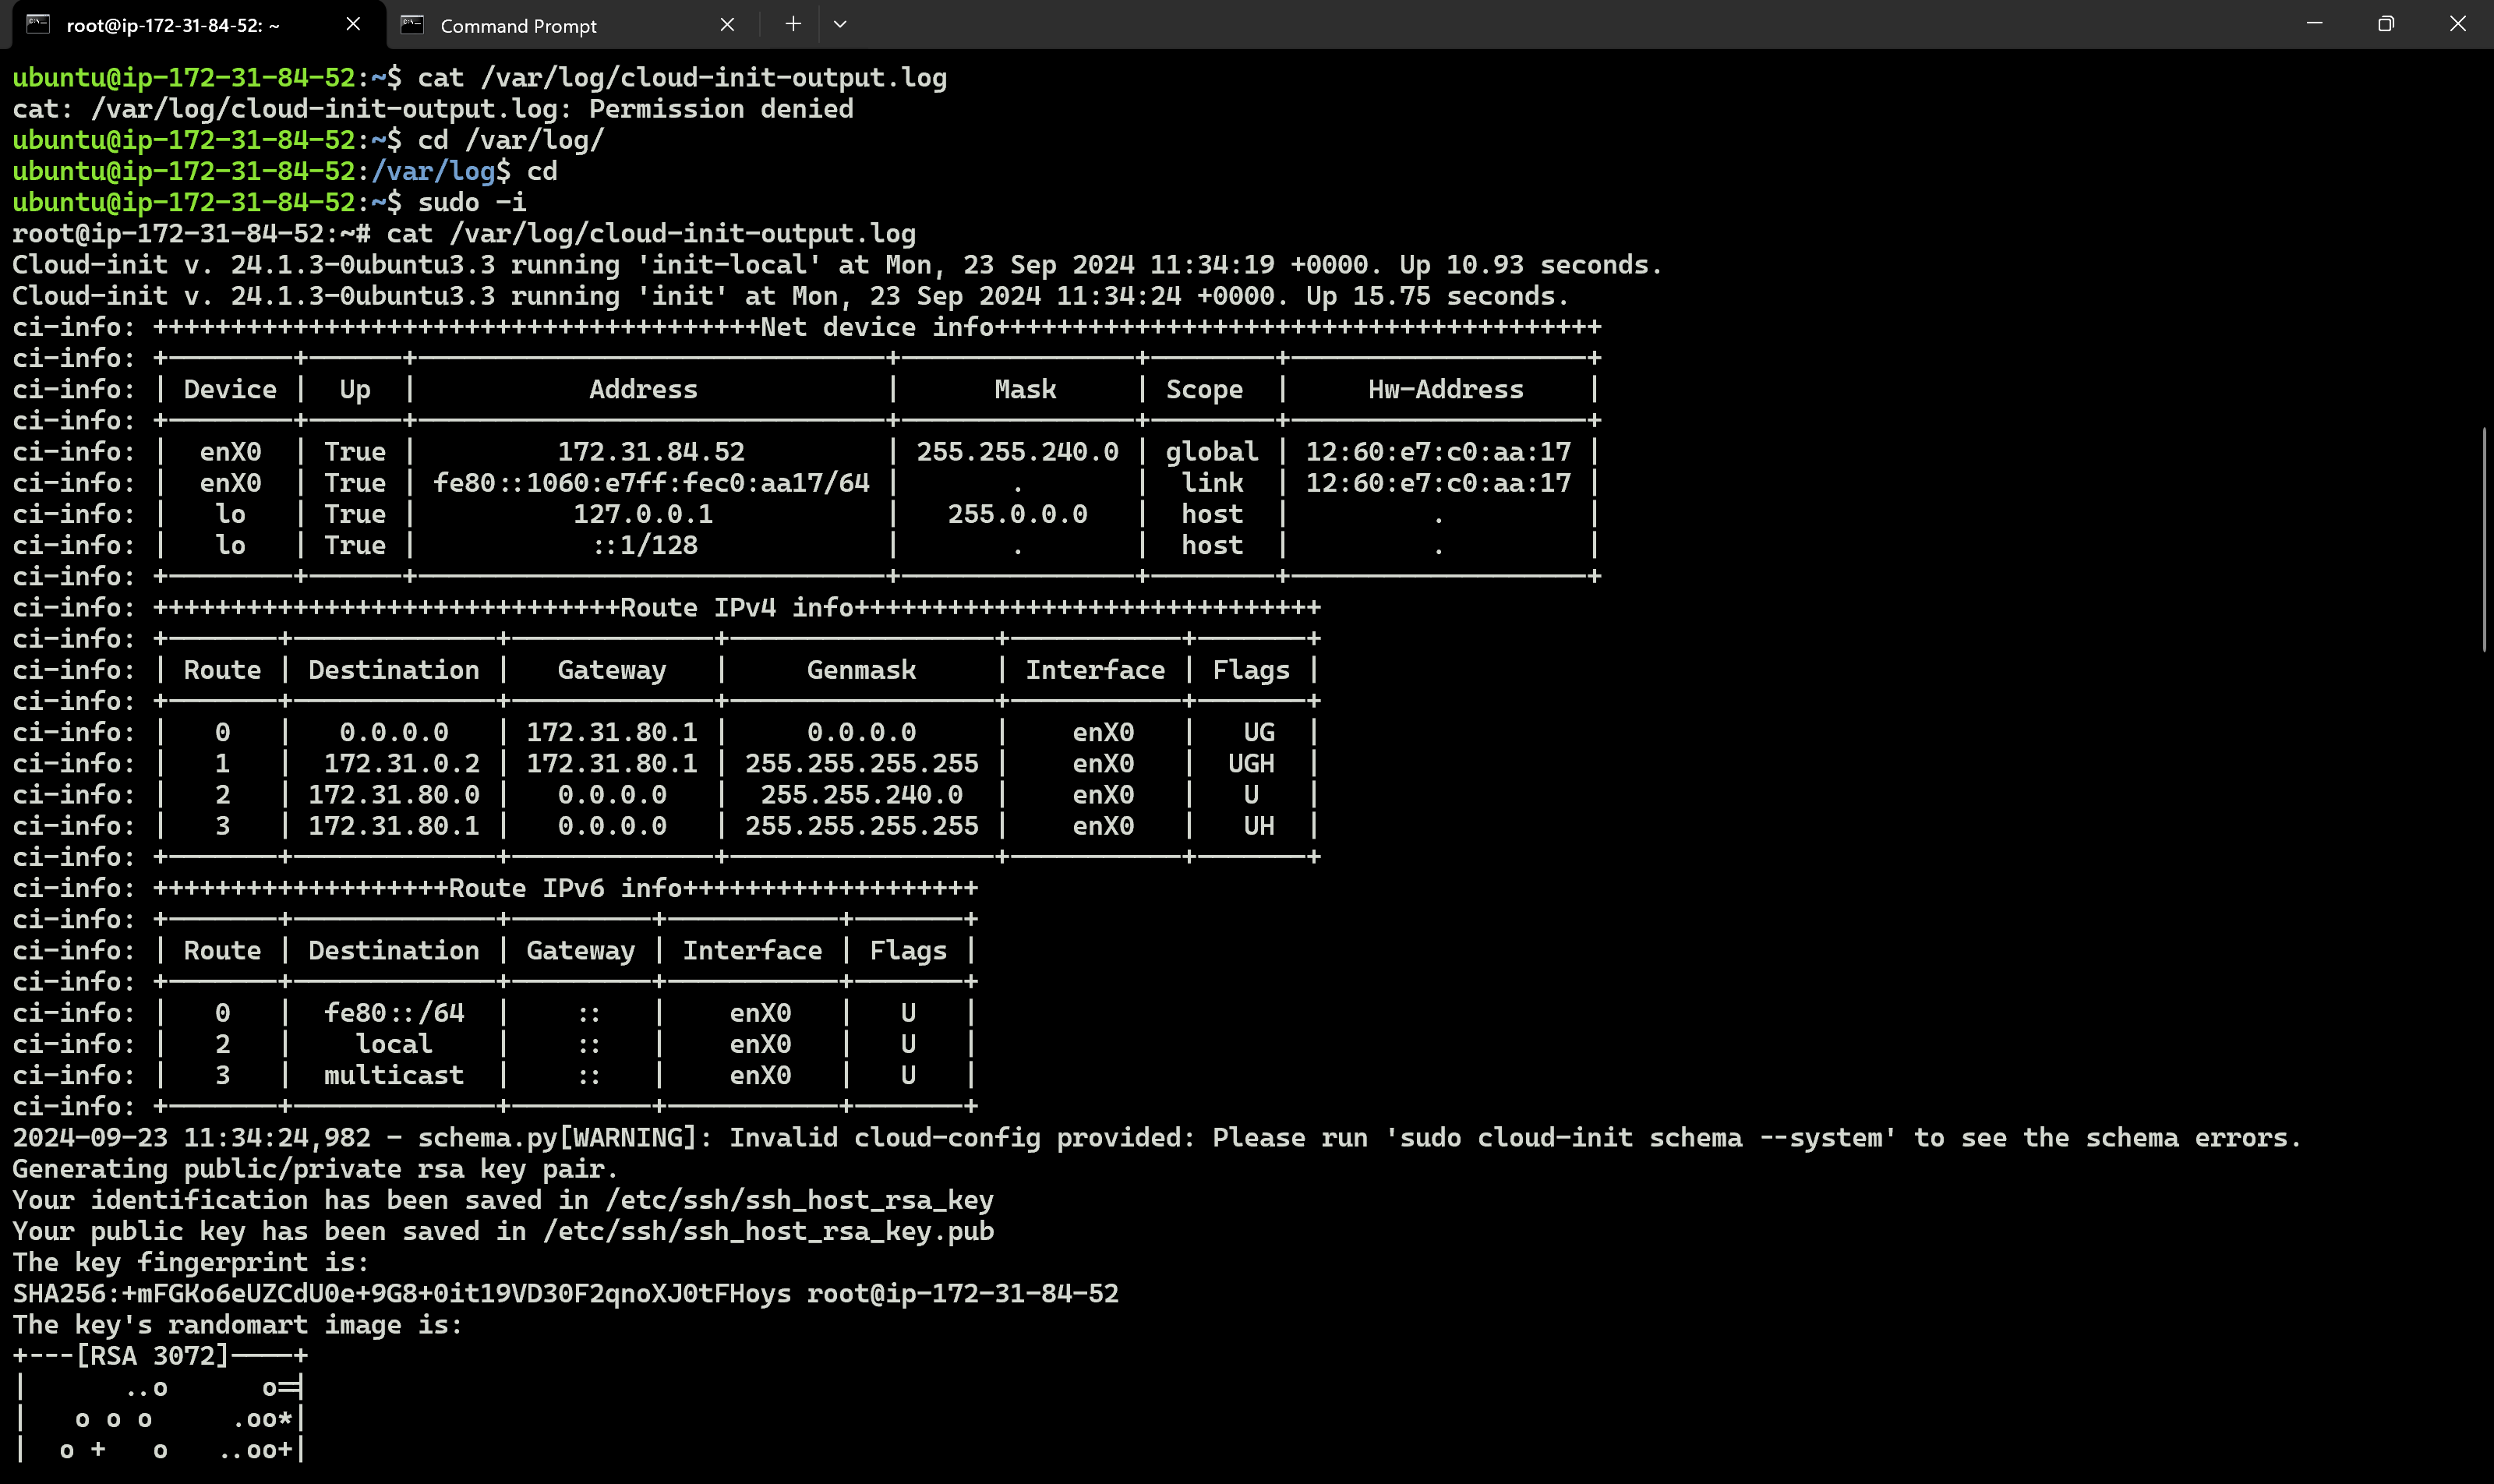 root@ip-172-31-84-52: ~
Command Prompt
ubuntu@ip-172-31-84-52:~$ cat /var/log/cloud-init-output.log
cat: /var/log/cloud-init-output.log: Permission denied
ubuntu@ip-172-31-84-52:~$ cd /var/log/
ubuntu@ip-172-31-84-52:/var/log$ cd
ubuntu@ip-172-31-84-52:~$ sudo -i
root@ip-172-31-84-52:~# cat /var/log/cloud-init-output.log
Cloud-init v. 24.1.3-0ubuntu3.3 running 'init-local' at Mon, 23 Sep 2024 11:34:19 +0000. Up 10.93 seconds.
Cloud-init v. 24.1.3-0ubuntu3.3 running 'init' at Mon, 23 Sep 2024 11:34:24 +0000. Up 15.75 seconds.
ci-info: +++++++++++++++++++++++++++++++++++++++Net device info+++++++++++++++++++++++++++++++++++++++
ci-info: +--------+------+------------------------------+---------------+--------+-------------------+
ci-info: | Device |  Up  |           Address            |      Mask     | Scope  |     Hw-Address    |
ci-info: +--------+------+------------------------------+---------------+--------+-------------------+
ci-info: |  enX0  | True |         172.31.84.52         | 255.255.240.0 | global | 12:60:e7:c0:aa:17 |
ci-info: |  enX0  | True | fe80::1060:e7ff:fec0:aa17/64 |       .       |  link  | 12:60:e7:c0:aa:17 |
ci-info: |   lo   | True |          127.0.0.1           |   255.0.0.0   |  host  |         .         |
ci-info: |   lo   | True |           ::1/128            |       .       |  host  |         .         |
ci-info: +--------+------+------------------------------+---------------+--------+-------------------+
ci-info: ++++++++++++++++++++++++++++++Route IPv4 info++++++++++++++++++++++++++++++
ci-info: +-------+-------------+-------------+-----------------+-----------+-------+
ci-info: | Route | Destination |   Gateway   |     Genmask     | Interface | Flags |
ci-info: +-------+-------------+-------------+-----------------+-----------+-------+
ci-info: |   0   |   0.0.0.0   | 172.31.80.1 |     0.0.0.0     |    enX0   |   UG  |
ci-info: |   1   |  172.31.0.2 | 172.31.80.1 | 255.255.255.255 |    enX0   |  UGH  |
ci-info: |   2   | 172.31.80.0 |   0.0.0.0   |  255.255.240.0  |    enX0   |   U   |
ci-info: |   3   | 172.31.80.1 |   0.0.0.0   | 255.255.255.255 |    enX0   |   UH  |
ci-info: +-------+-------------+-------------+-----------------+-----------+-------+
ci-info: +++++++++++++++++++Route IPv6 info+++++++++++++++++++
ci-info: +-------+-------------+---------+-----------+-------+
ci-info: | Route | Destination | Gateway | Interface | Flags |
ci-info: +-------+-------------+---------+-----------+-------+
ci-info: |   0   |  fe80::/64  |    ::   |    enX0   |   U   |
ci-info: |   2   |    local    |    ::   |    enX0   |   U   |
ci-info: |   3   |  multicast  |    ::   |    enX0   |   U   |
ci-info: +-------+-------------+---------+-----------+-------+
2024-09-23 11:34:24,982 - schema.py[WARNING]: Invalid cloud-config provided: Please run 'sudo cloud-init schema --system' to see the schema errors.
Generating public/private rsa key pair.
Your identification has been saved in /etc/ssh/ssh_host_rsa_key
Your public key has been saved in /etc/ssh/ssh_host_rsa_key.pub
The key fingerprint is:
SHA256:+mFGKo6eUZCdU0e+9G8+0it19VD30F2qnoXJ0tFHoys root@ip-172-31-84-52
The key's randomart image is:
+---[RSA 3072]----+
|      ..o      o=|
|   o o o     .oo*|
|  o +   o   ..oo+|